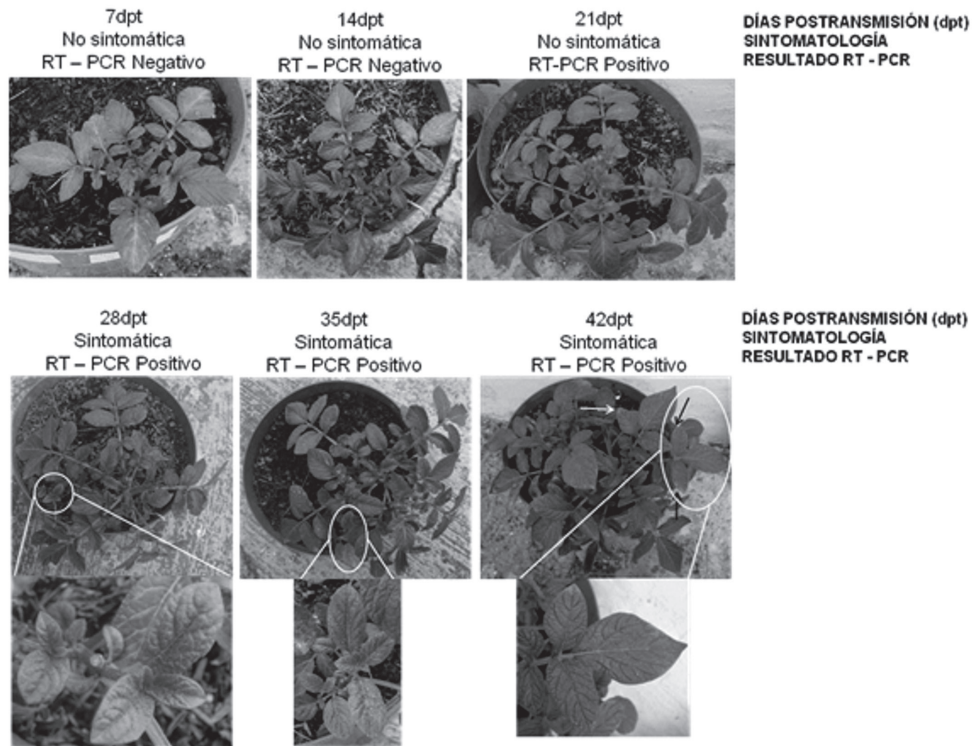 7dpt
No sintomática
RT – PCR Negativo
14dpt
No sintomática
RT – PCR Negativo
21dpt
No sintomática
RT-PCR Positivo
DÍAS POSTRANSMISIÓN (dpt)
SINTOMATOLOGÍA
RESULTADO RT - PCR
28dpt
Sintomática
RT – PCR Positivo
35dpt
Sintomática
RT – PCR Positivo
42dpt
Sintomática
RT – PCR Positivo
DÍAS POSTRANSMISIÓN (dpt)
SINTOMATOLOGÍA
RESULTADO RT - PCR